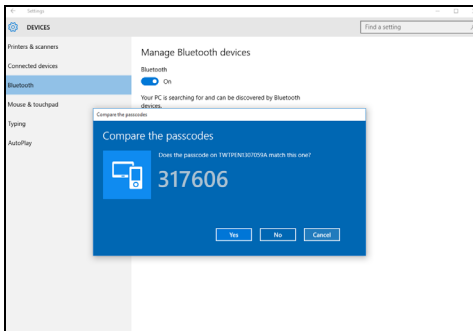 Settings
DEVICES
Find a setting
Printers & scanners
Connected devices
Bluetooth
Mouse & touchpad
Typing
AutoPlay
Manage Bluetooth devices
Bluetooth
On
Your PC is searching for and can be discovered by Bluetooth
devices.
Compare the passcodes
Compare the passcodes
Does the passcode on TWTPENI307059A match this one?
317606
Yes
No
Cancel